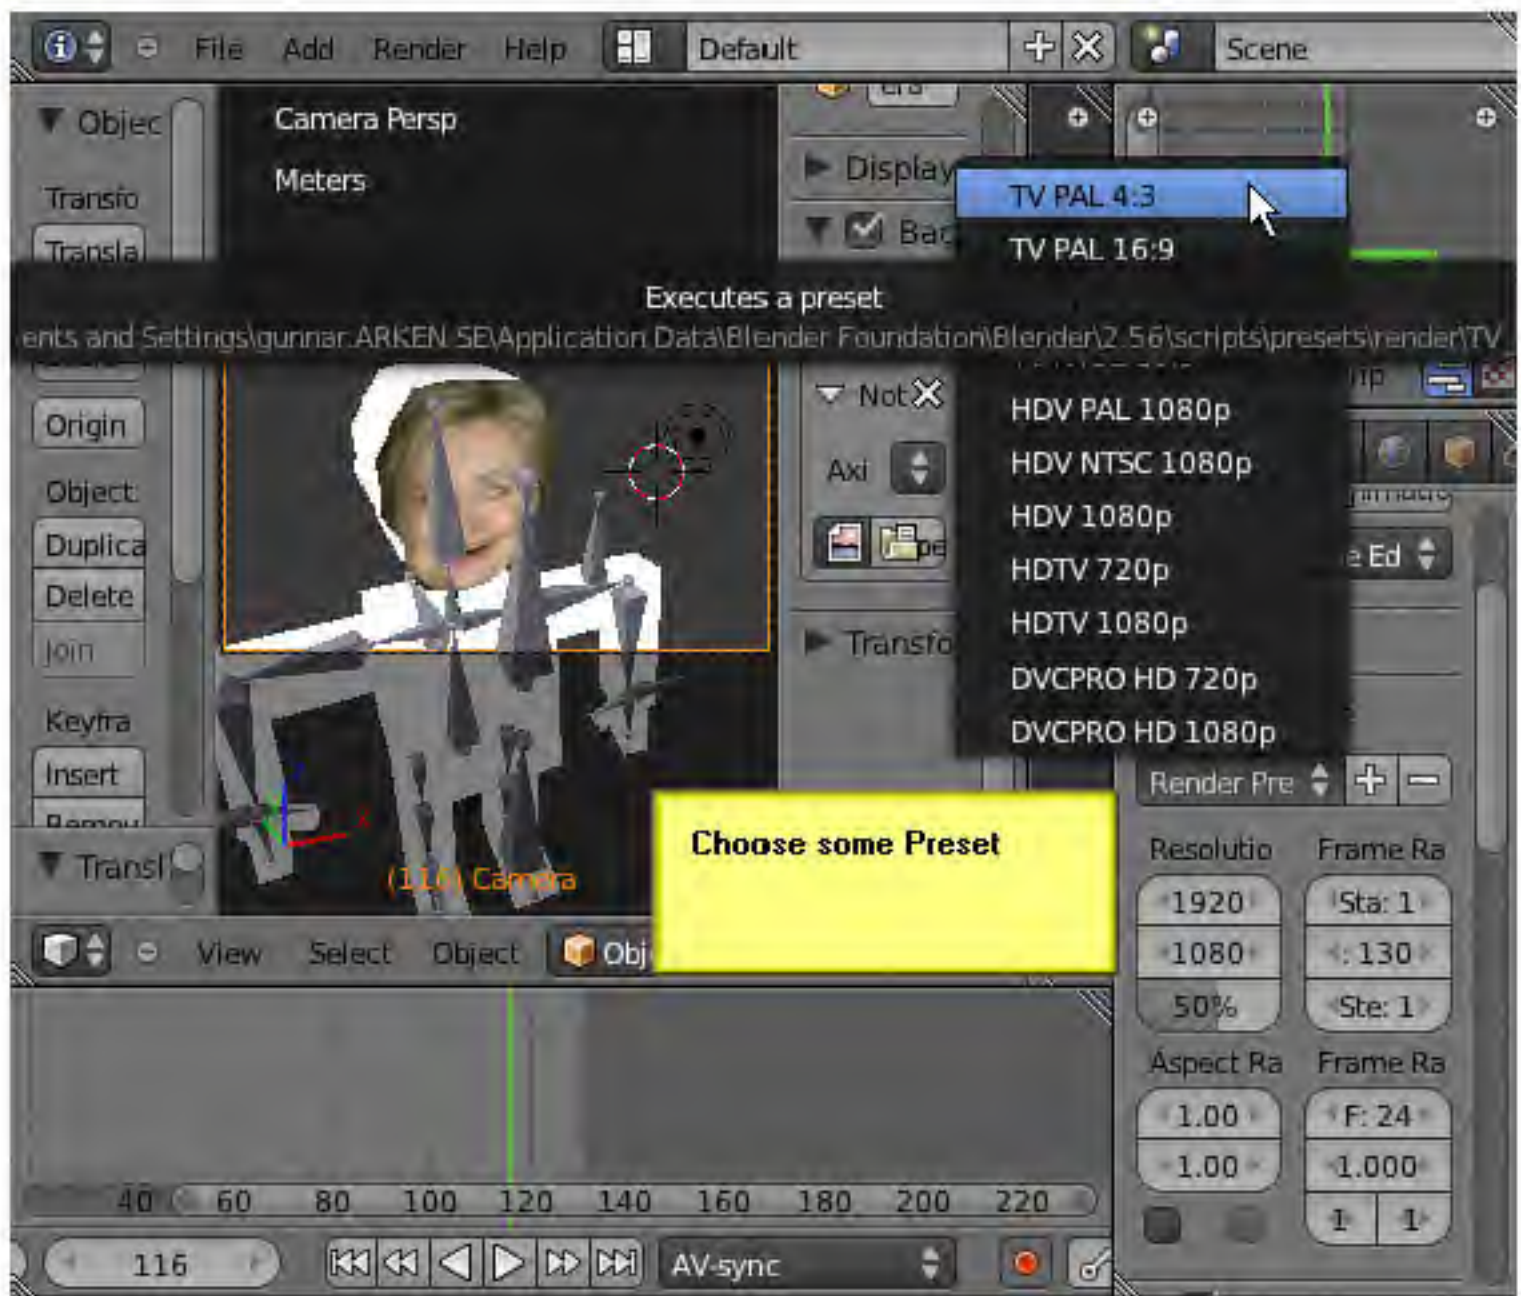 File Add Render Help Default Scene
Objec
Camera Persp
Meters
Transfo
Transla
Display
Bac
TV PAL 4:3
TV PAL 16:9
Executes a preset
ents and Settings\gunnar.ARKEN.SE\Application Data\Blender Foundation\Blender\2.56\scripts\presets\render\TV
Origin
Object:
Duplica
Delete
Join
Keyfra
Insert
Remov
Transl
Not
Axi
pe
Transfo
HDV PAL 1080p
HDV NTSC 1080p
HDV 1080p
HDTV 720p
HDTV 1080p
DVCPRO HD 720p
DVCPRO HD 1080p
e Ed
X
(116) Camera
Choose some Preset
Render Pre
Resolutio Frame Ra
1920 Sta: 1
1080 : 130
50% Ste: 1
Aspect Ra Frame Ra
1.00 F: 24
1.00 1.000
1 1
View Select Object Obj
40 60 80 100 120 140 160 180 200 220
116 AV-sync